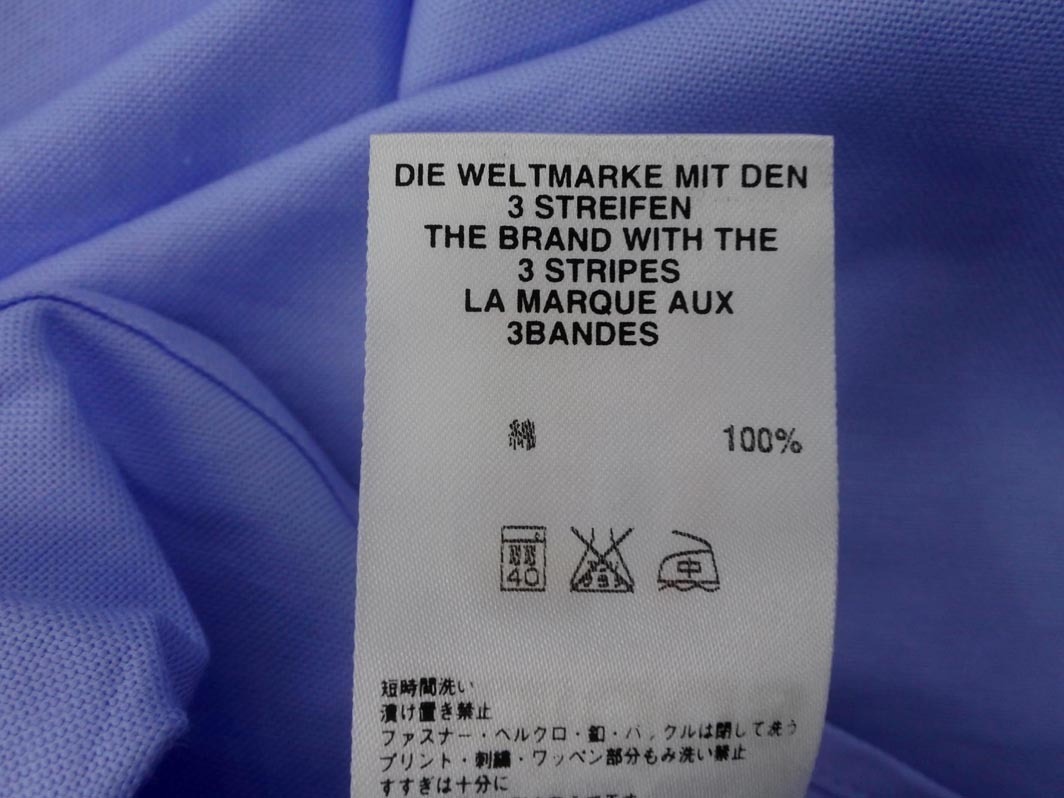 DIE WELTMARKE MIT DEN
3 STREIFEN
THE BRAND WITH THE
3 STRIPES
LA MARQUE AUX
3BANDES
綿 100%
40
中
短時間洗い
漬け置き禁止
ファスナー・ヘルクロ・釦・バックルは閉して洗う
プリント・刺繍・ワッペン部分もみ洗い禁止
すすぎは十分に